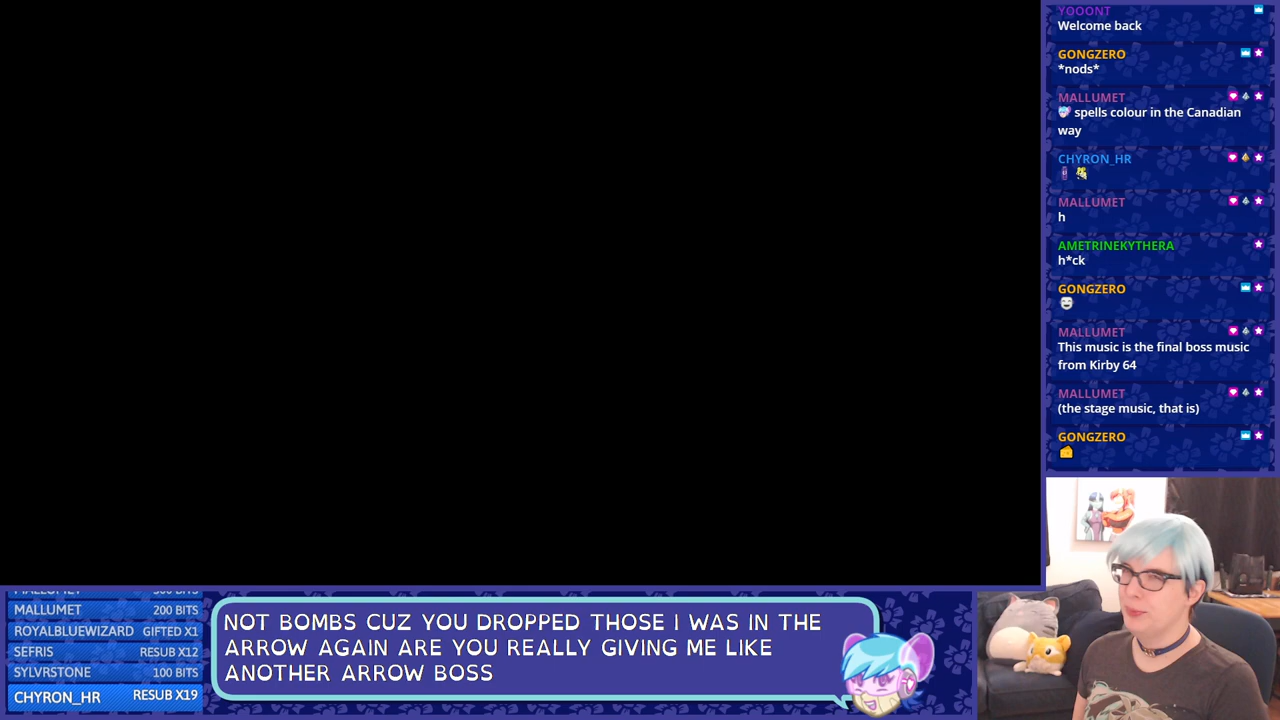 YOOONT
Welcome back
GONGZERO
*nods*
MALLUMET
spells colour in the Canadian
way
CHYRON_HR
MALLUMET
h
AMETRINEKYTHERA
h*ck
GONGZERO
MALLUMET
This music is the final boss music
from Kirby 64
MALLUMET
(the stage music, that is)
GONGZERO
MALLUMET 200 BITS
ROYALBLUEWIZARD GIFTED X1
SEFRIS RESUB X12
SYLVRSTONE 100 BITS
CHYRON_HR RESUB X19
NOT BOMBS CUZ YOU DROPPED THOSE I WAS IN THE
ARROW AGAIN ARE YOU REALLY GIVING ME LIKE
ANOTHER ARROW BOSS